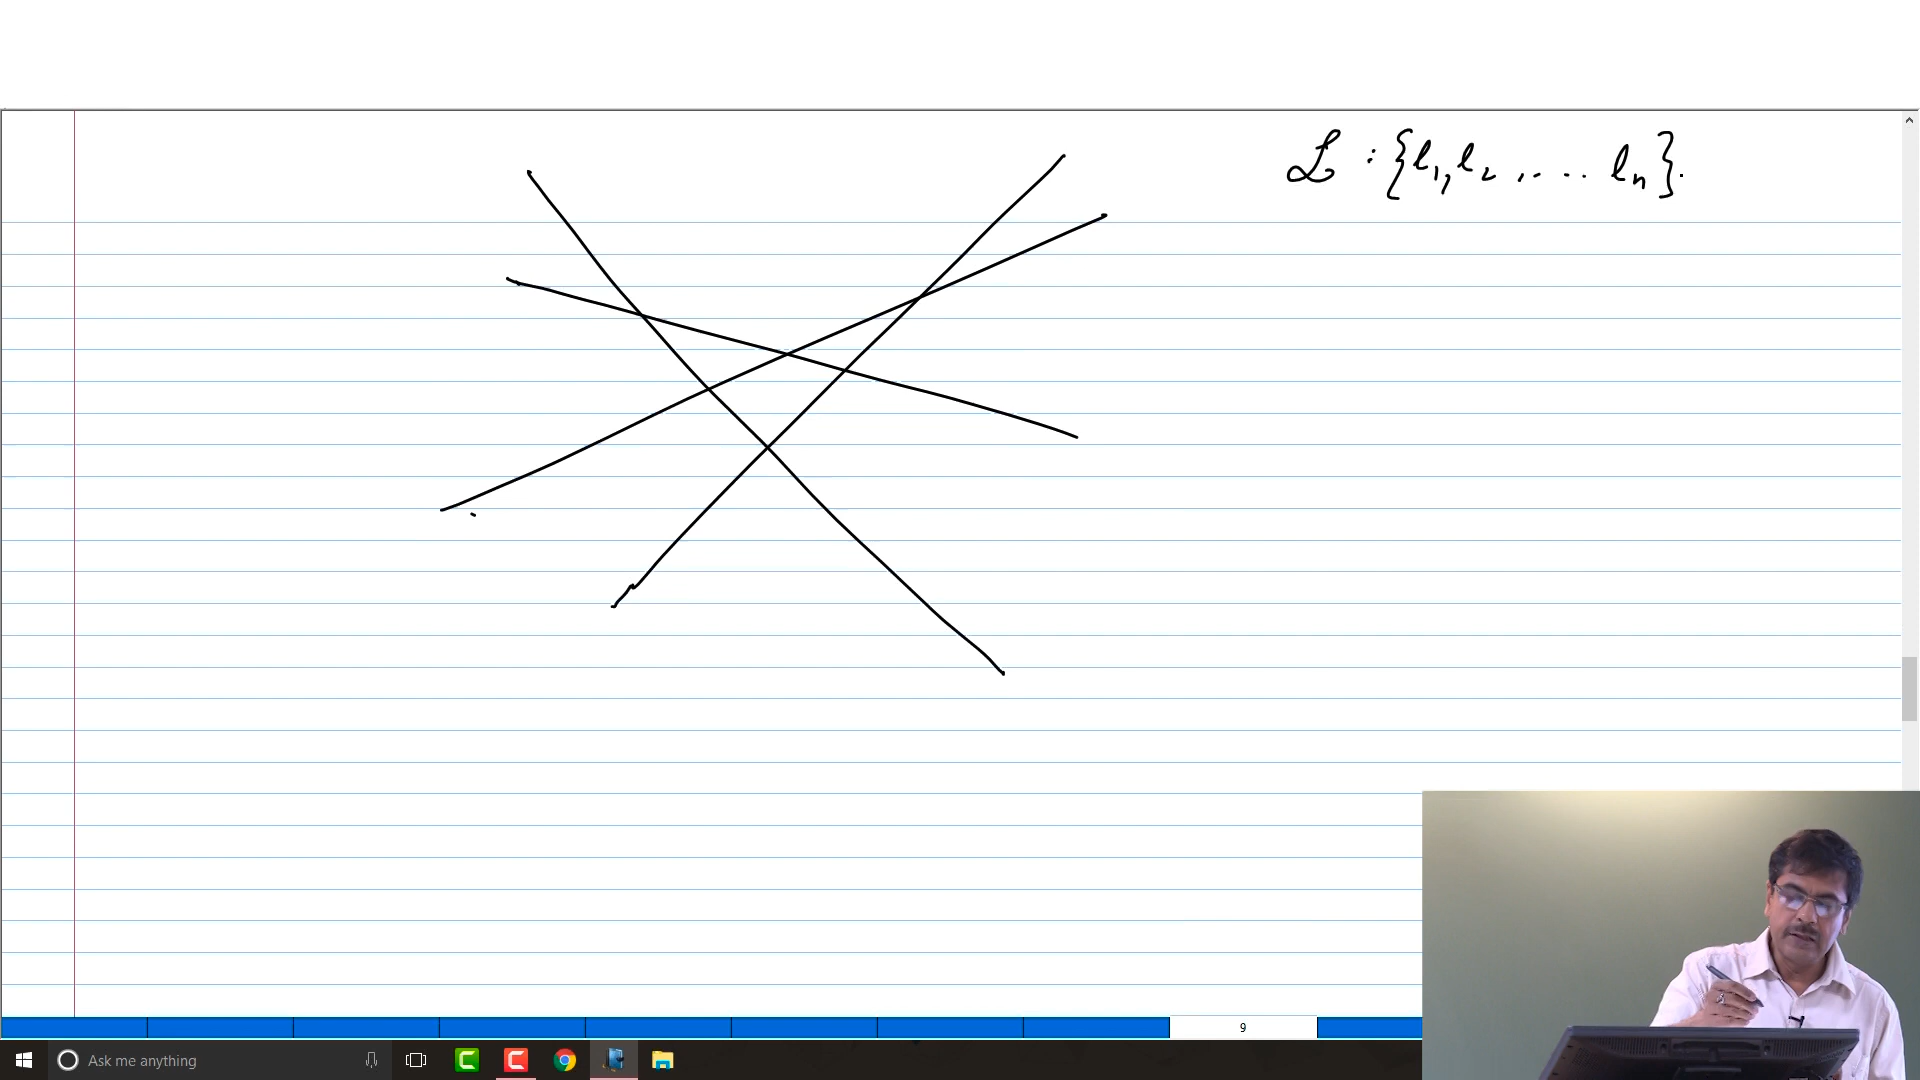 ℒ : {l₁, l₂, .... lₙ}.
9
Ask me anything